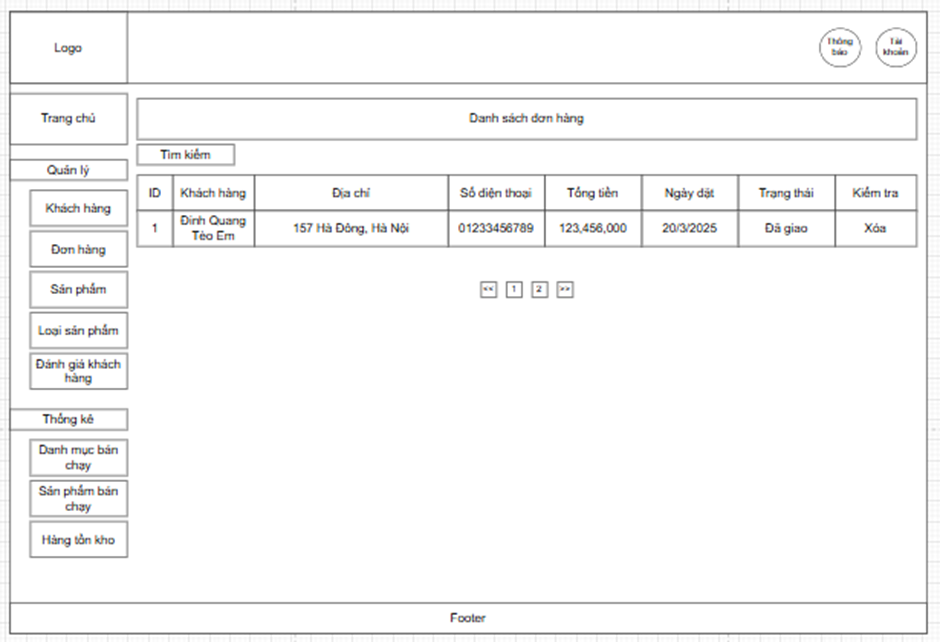 Logo
Thông
báo
Tài
khoản
Trang chủ
Danh sách đơn hàng
Tìm kiếm
Quản lý
ID Khách hàng Địa chỉ Số điện thoại Tổng tiền Ngày đặt Trạng thái Kiểm tra
Khách hàng
1 Đinh Quang
Tèo Em
157 Hà Đông, Hà Nội 01233456789 123,456,000 20/3/2025 Đã giao Xóa
Đơn hàng
Sản phẩm
<< 1 2 >>
Loại sản phẩm
Đánh giá khách
hàng
Thống kê
Danh mục bán
chạy
Sản phẩm bán
chạy
Hàng tồn kho
Footer